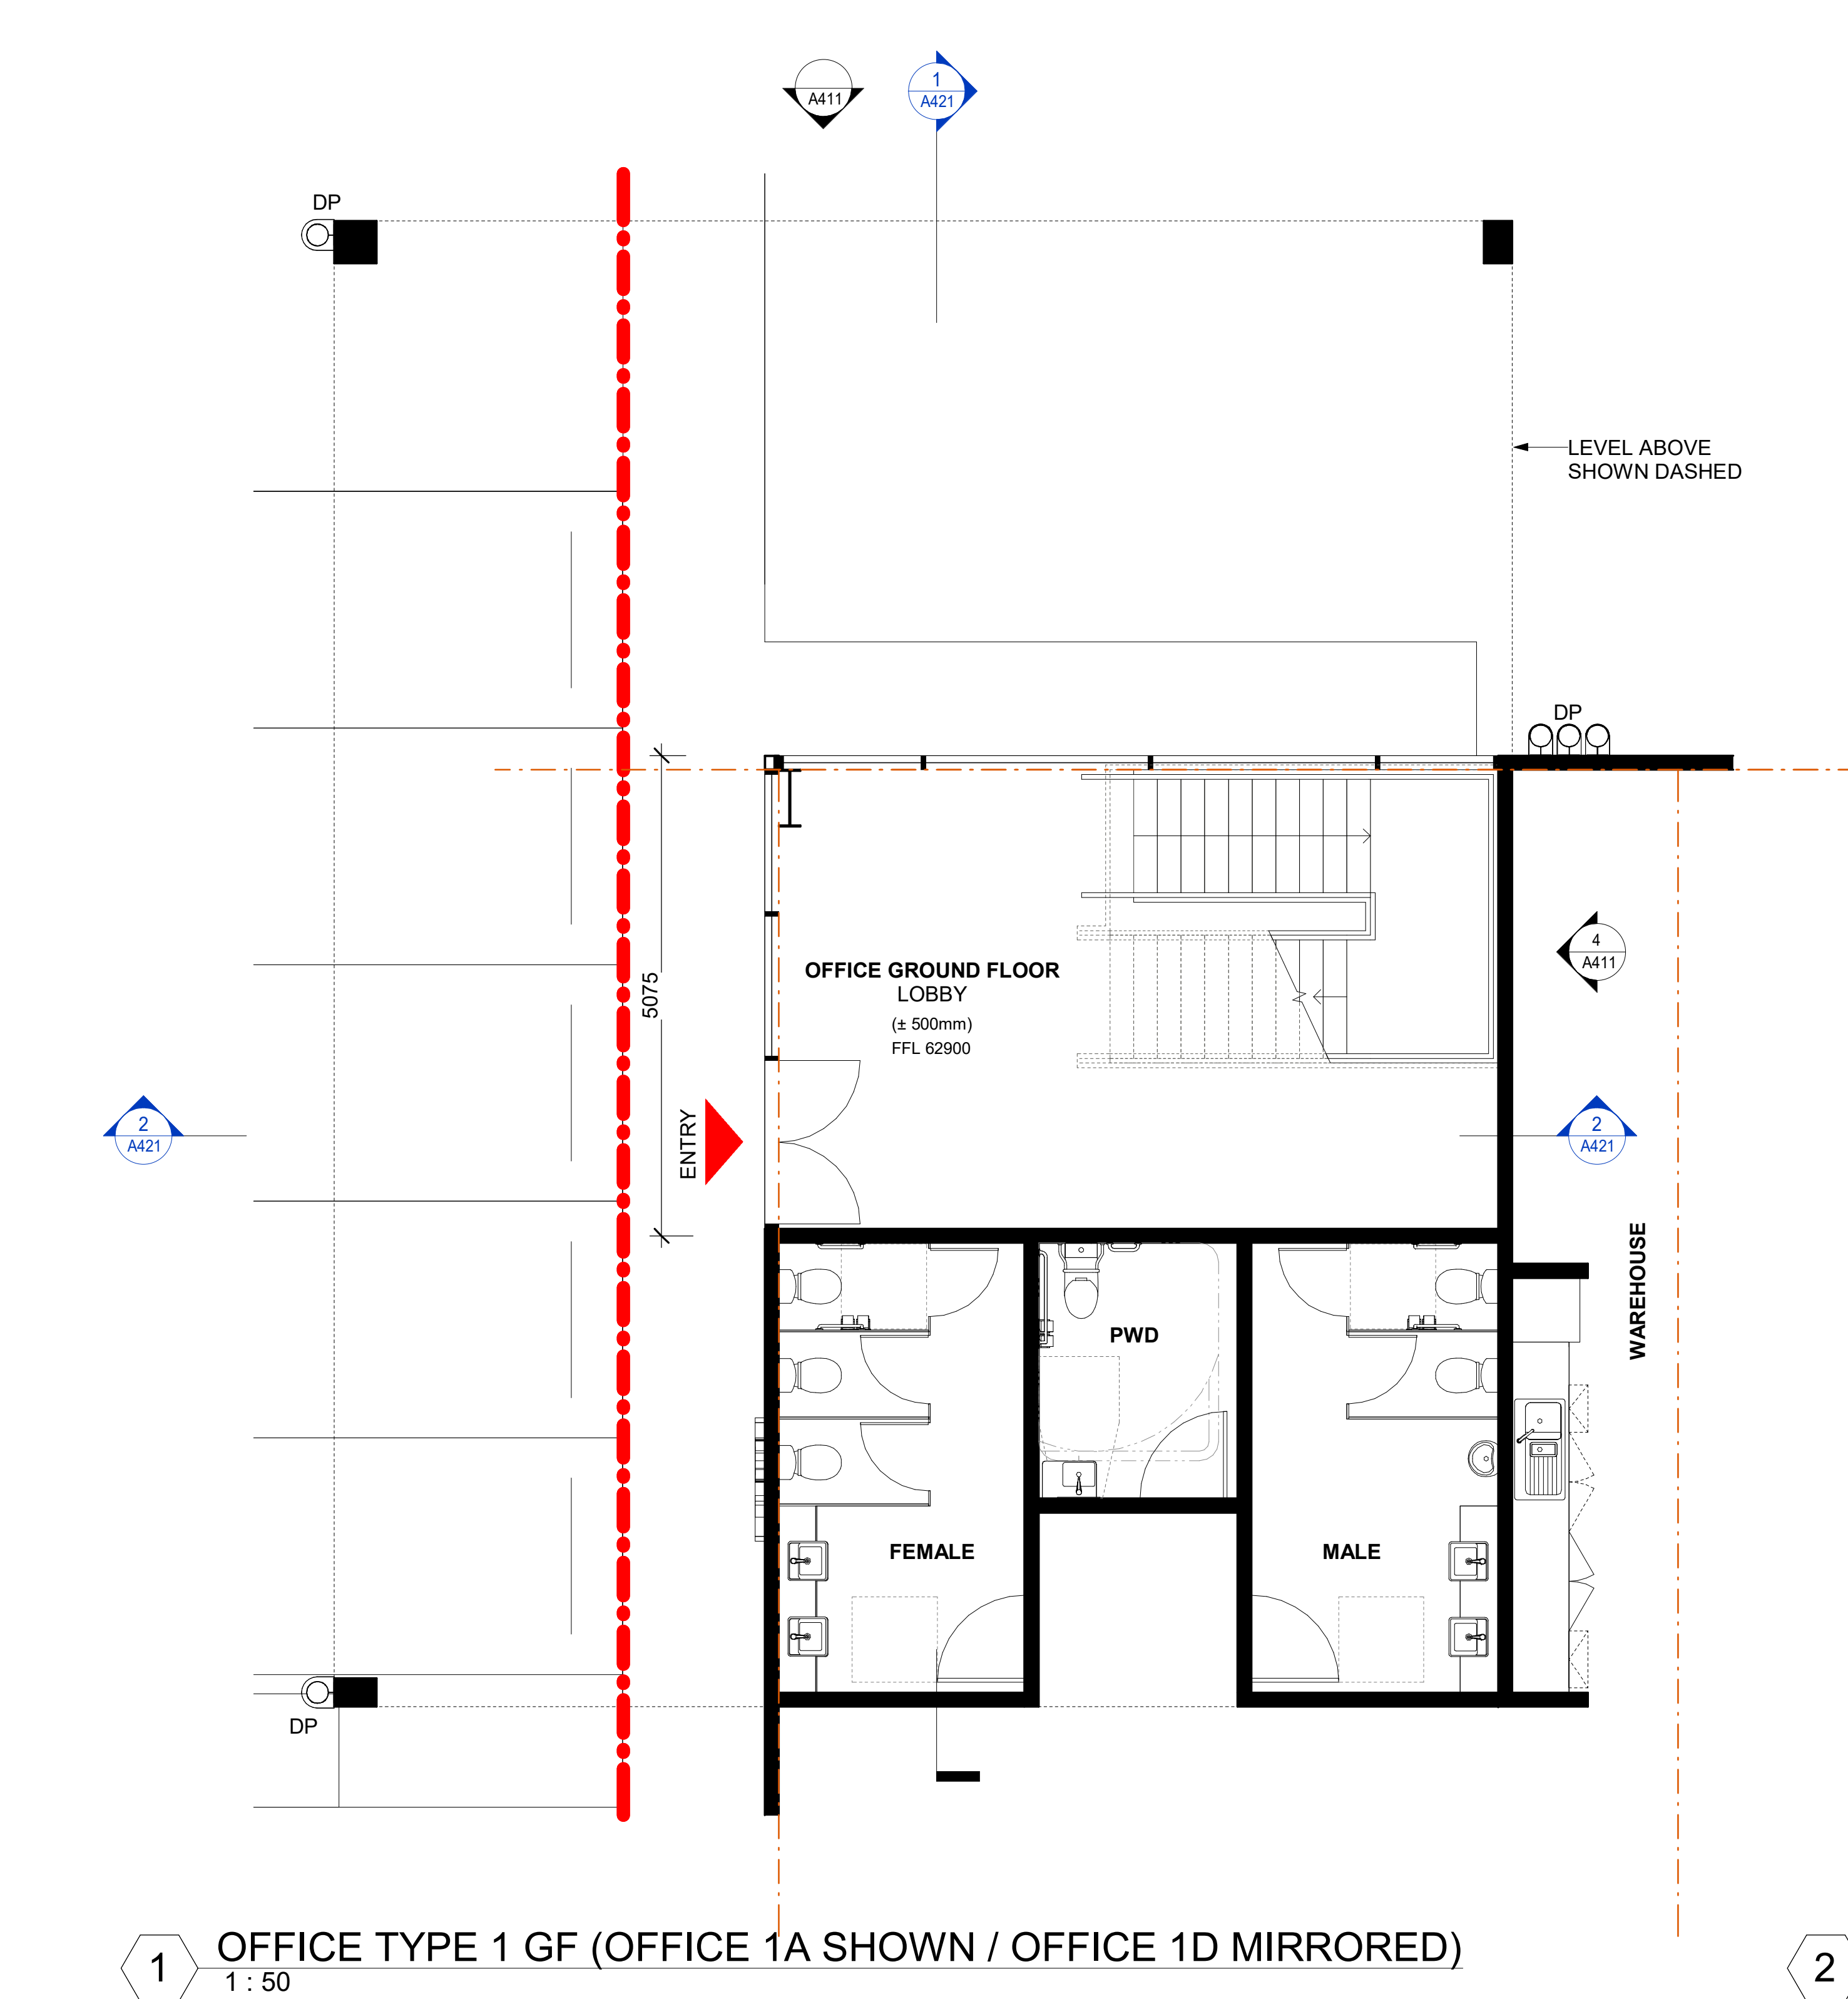 A411
1
A421
DP
LEVEL ABOVE
SHOWN DASHED
DP
5075
OFFICE GROUND FLOOR
LOBBY
(± 500mm)
FFL 62900
4
A411
ENTRY
2
A421
2
A421
WAREHOUSE
PWD
FEMALE
MALE
DP
1
OFFICE TYPE 1 GF (OFFICE 1A SHOWN / OFFICE 1D MIRRORED)
1 : 50
2